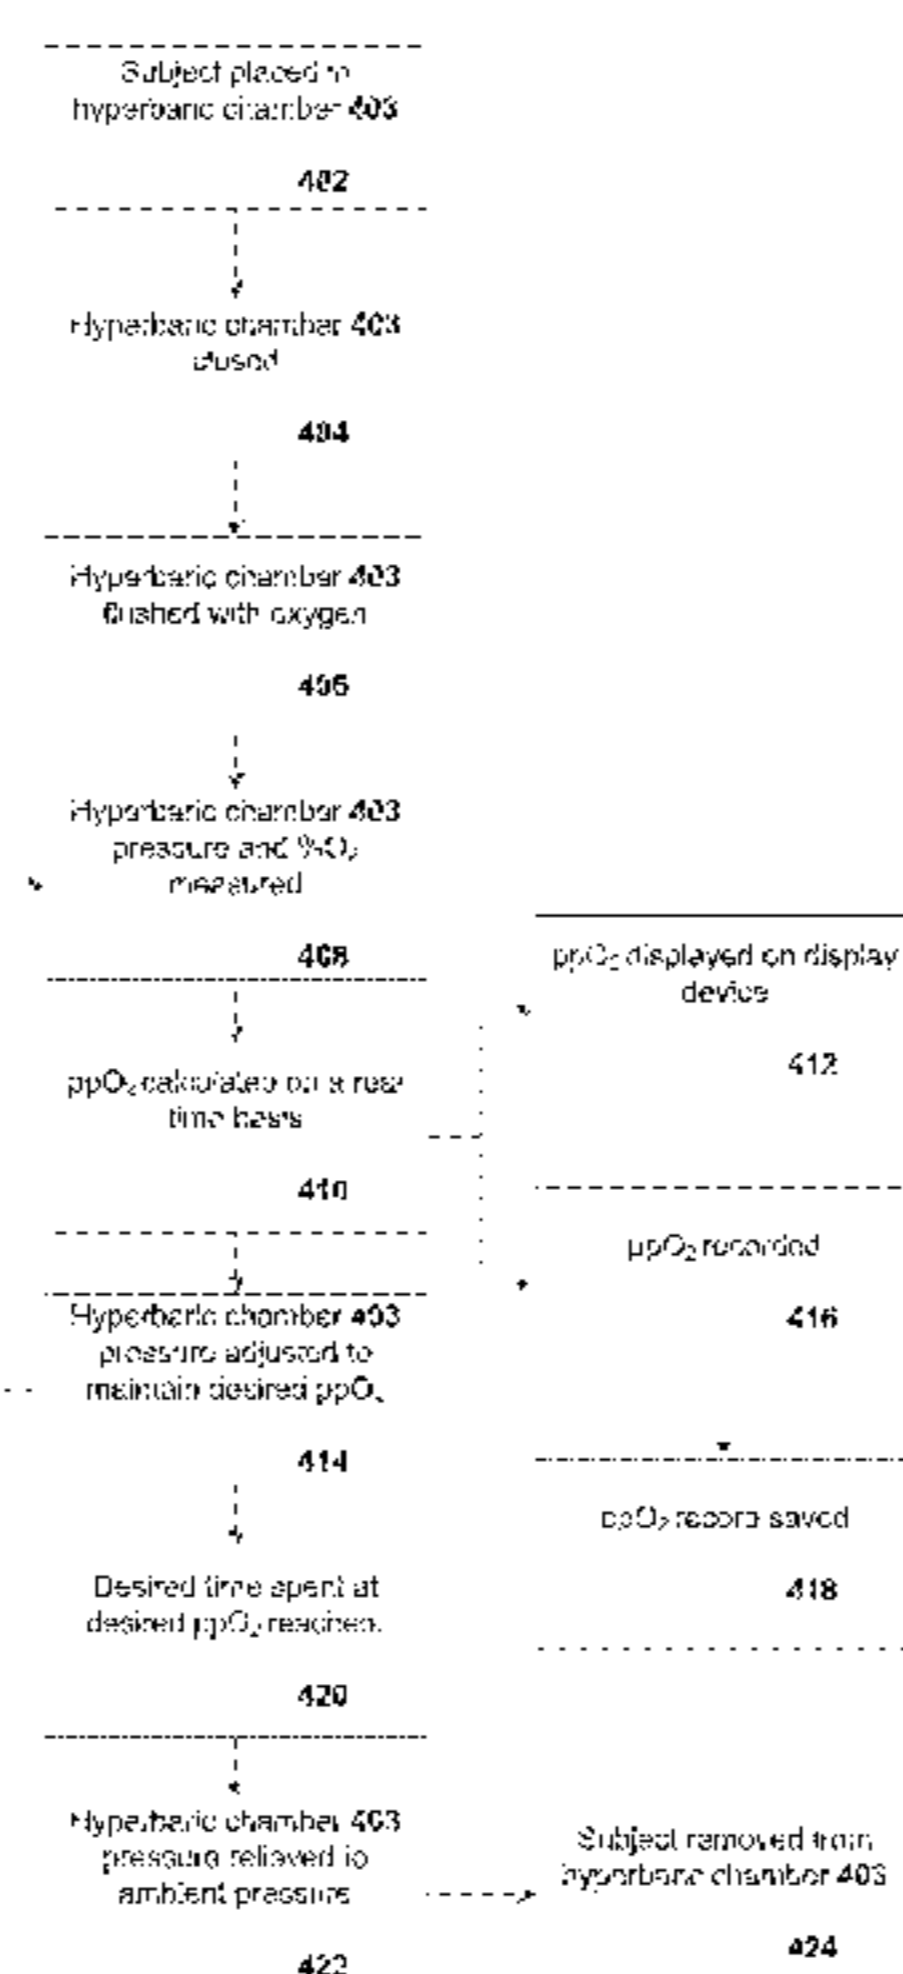 Subject placed in
hyperbaric chamber 403
402
Hyperbaric chamber 403
closed
404
Hyperbaric chamber 403
flushed with oxygen
406
Hyperbaric chamber 403
pressure and %O₂
measured
408
ppO₂ calculated on a real
time basis
410
Hyperbaric chamber 403
pressure adjusted to
maintain desired ppO₂
414
Desired time spent at
desired ppO₂ reached.
420
Hyperbaric chamber 403
pressure relieved to
ambient pressure
422
ppO₂ displayed on display
device
412
ppO₂ recorded
416
ppO₂ record saved
418
Subject removed from
hyperbaric chamber 403
424